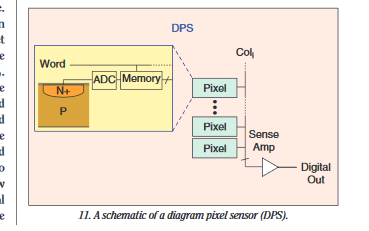 DPS
Word
Col
ADC
Memory
N+
P
Pixel
Pixel
Pixel
Sense
Amp
Digital
Out
11. A schematic of a diagram pixel sensor (DPS).